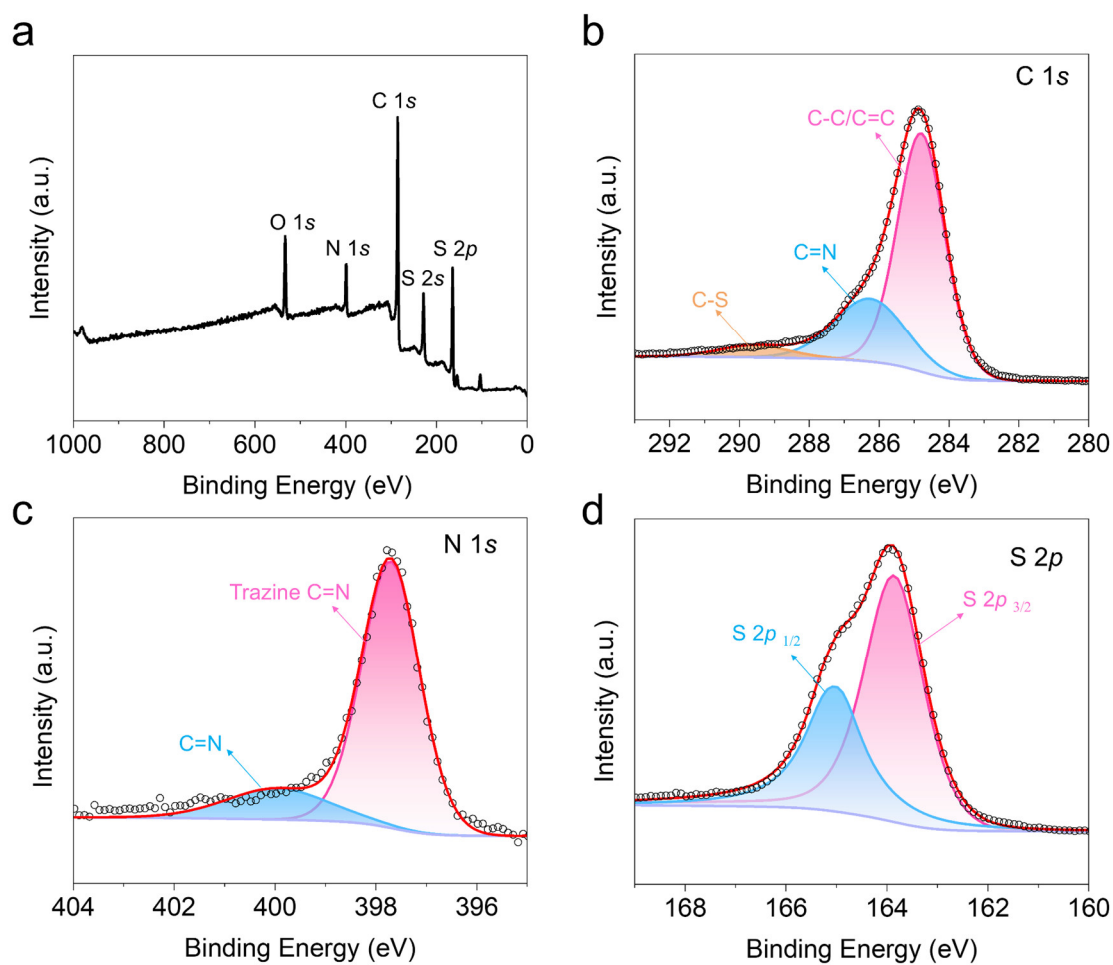 a
C 1s
O 1s
N 1s
S 2p
S 2s
Intensity (a.u.)
1000 800 600 400 200 0
Binding Energy (eV)
b
C 1s
C-C/C=C
C=N
C-S
Intensity (a.u.)
292 290 288 286 284 282 280
Binding Energy (eV)
c
N 1s
Trazine C=N
C=N
Intensity (a.u.)
404 402 400 398 396
Binding Energy (eV)
d
S 2p
S 2p 3/2
S 2p 1/2
Intensity (a.u.)
168 166 164 162 160
Binding Energy (eV)